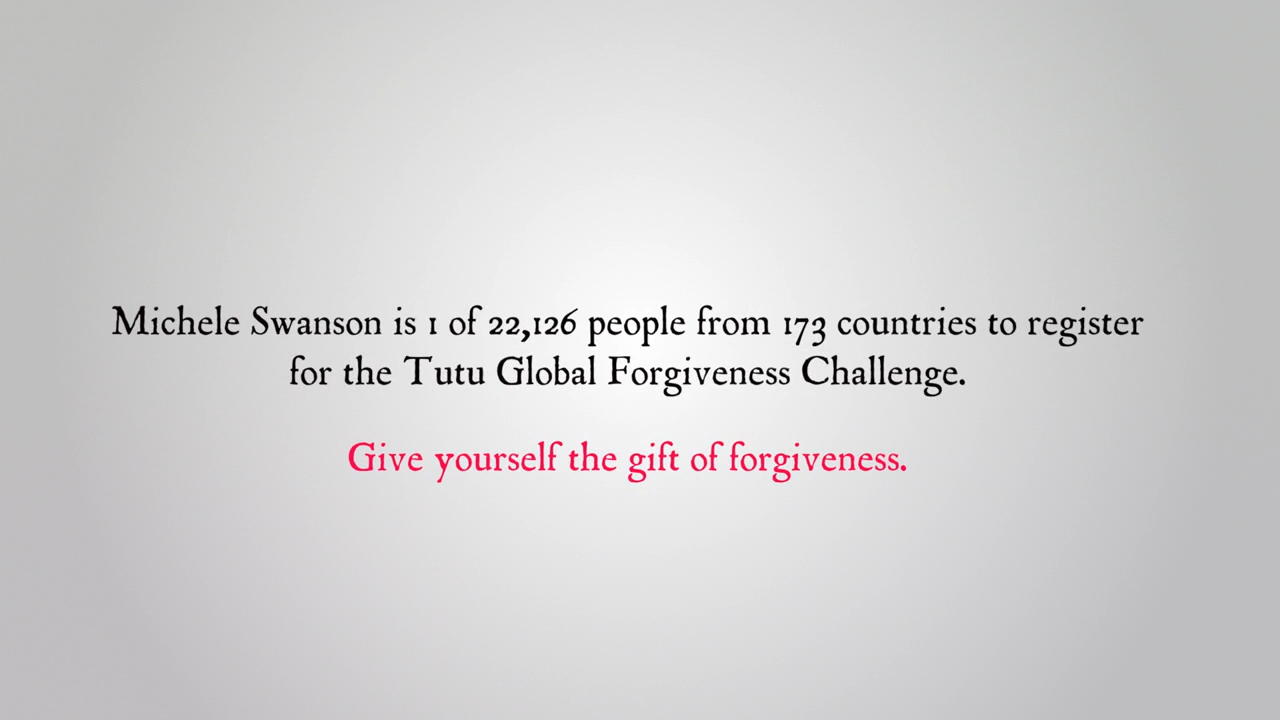 Michele Swanson is 1 of 22,126 people from 173 countries to register
for the Tutu Global Forgiveness Challenge.
Give yourself the gift of forgiveness.